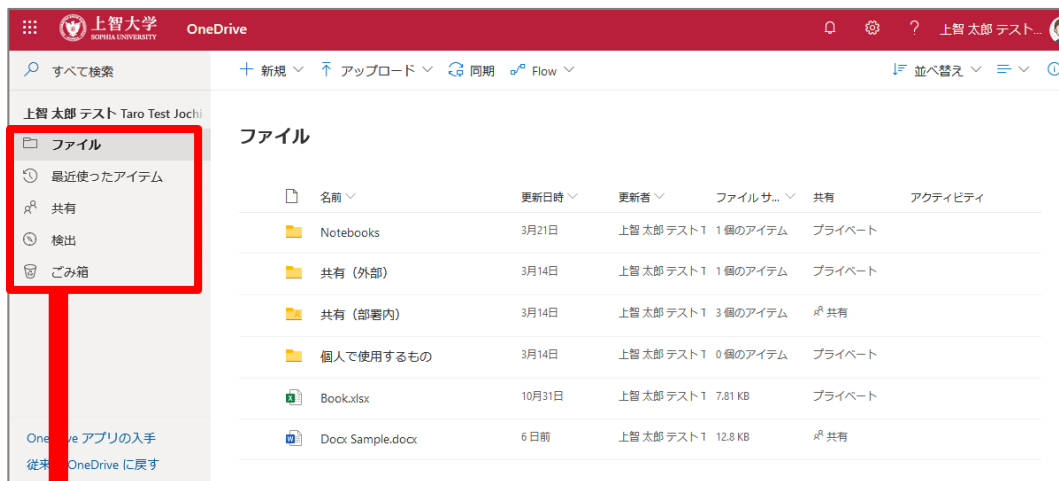 上智大学 OneDrive 上智 太郎 テスト...
SOPHIA UNIVERSITY
すべて検索 新規 アップロード 同期 Flow 並べ替え
上智 太郎 テスト Taro Test Jochi
ファイル
最近使ったアイテム
共有
検出
ごみ箱
OneDrive アプリの入手
従来 OneDrive に戻す
ファイル
名前 更新日時 更新者 ファイル サ... 共有 アクティビティ
Notebooks 3月21日 上智 太郎 テスト T 1 個のアイテム プライベート
共有（外部） 3月14日 上智 太郎 テスト T 1 個のアイテム プライベート
共有（部署内） 3月14日 上智 太郎 テスト T 3 個のアイテム 共有
個人で使用するもの 3月14日 上智 太郎 テスト T 0 個のアイテム プライベート
Book.xlsx 10月31日 上智 太郎 テスト T 7.81 KB プライベート
Docx Sample.docx 6 日前 上智 太郎 テスト T 12.8 KB 共有